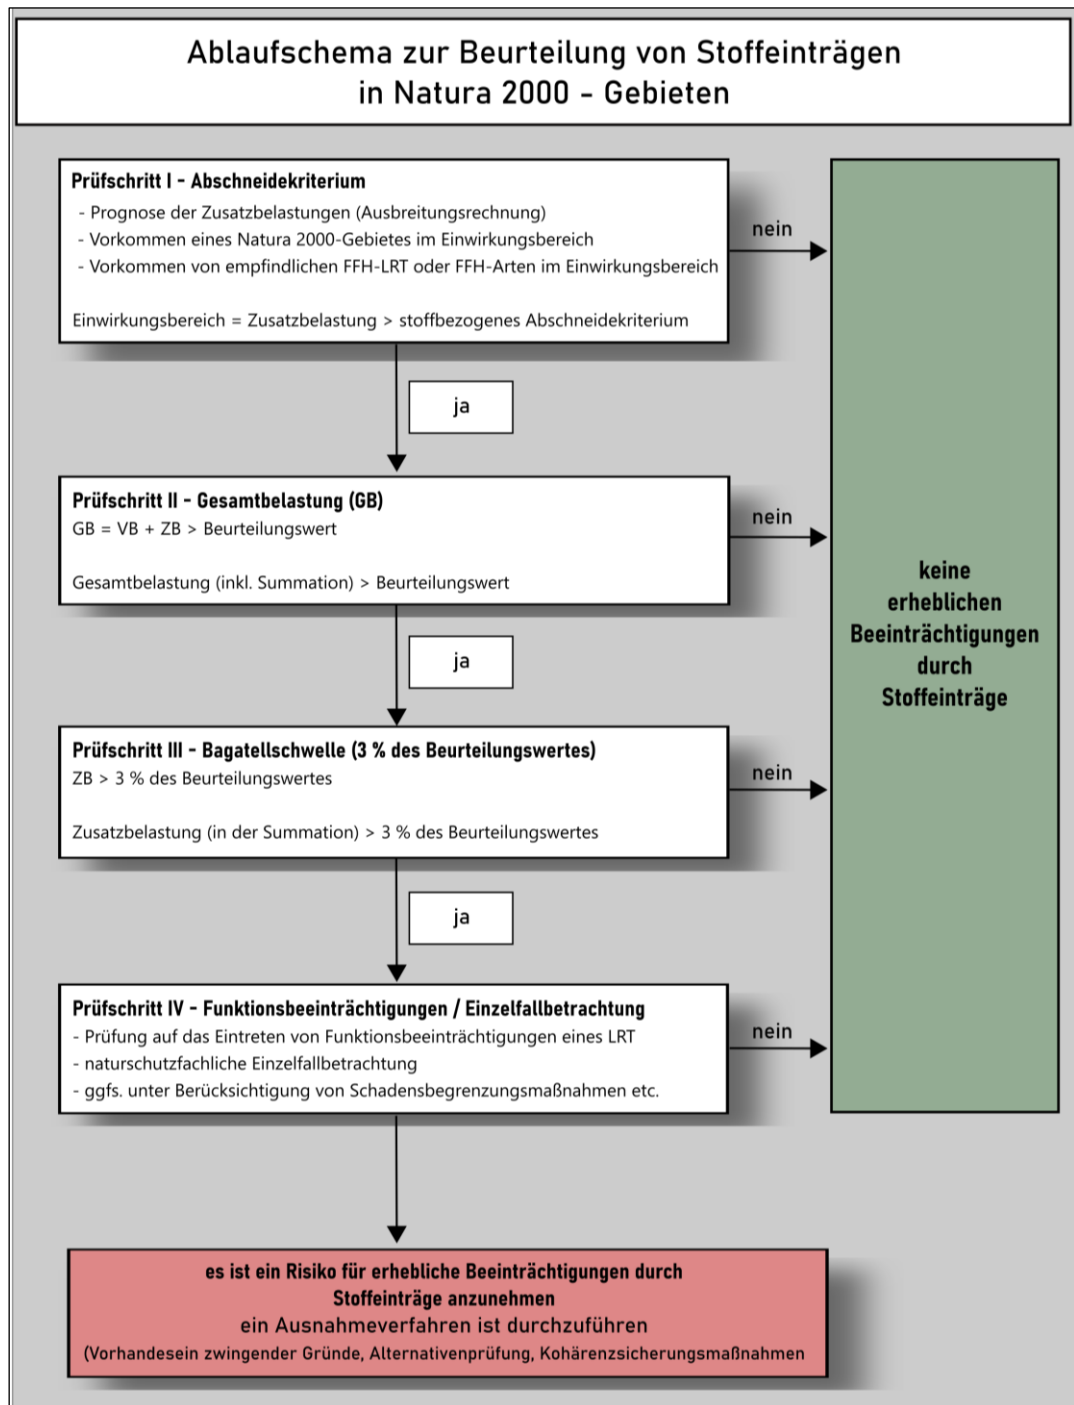 Ablaufschema zur Beurteilung von Stoffeinträgen
in Natura 2000 - Gebieten
Prüfschritt I - Abschneidekriterium
- Prognose der Zusatzbelastungen (Ausbreitungsrechnung)
- Vorkommen eines Natura 2000-Gebietes im Einwirkungsbereich
- Vorkommen von empfindlichen FFH-LRT oder FFH-Arten im Einwirkungsbereich
Einwirkungsbereich = Zusatzbelastung > stoffbezogenes Abschneidekriterium
nein
ja
Prüfschritt II - Gesamtbelastung (GB)
GB = VB + ZB > Beurteilungswert
Gesamtbelastung (inkl. Summation) > Beurteilungswert
nein
ja
Prüfschritt III - Bagatellschwelle (3 % des Beurteilungswertes)
ZB > 3 % des Beurteilungswertes
Zusatzbelastung (in der Summation) > 3 % des Beurteilungswertes
nein
ja
Prüfschritt IV - Funktionsbeeinträchtigungen / Einzelfallbetrachtung
- Prüfung auf das Eintreten von Funktionsbeeinträchtigungen eines LRT
- naturschutzfachliche Einzelfallbetrachtung
- ggfs. unter Berücksichtigung von Schadensbegrenzungsmaßnahmen etc.
nein
keine
erheblichen
Beeinträchtigungen
durch
Stoffeinträge
es ist ein Risiko für erhebliche Beeinträchtigungen durch
Stoffeinträge anzunehmen
ein Ausnahmeverfahren ist durchzuführen
(Vorhandesein zwingender Gründe, Alternativenprüfung, Kohärenzsicherungsmaßnahmen